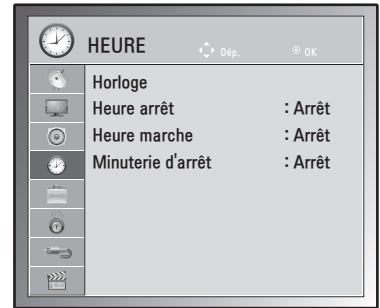 HEURE Dép. OK
Horloge
Heure arrêt : Arrêt
Heure marche : Arrêt
Minuterie d'arrêt : Arrêt